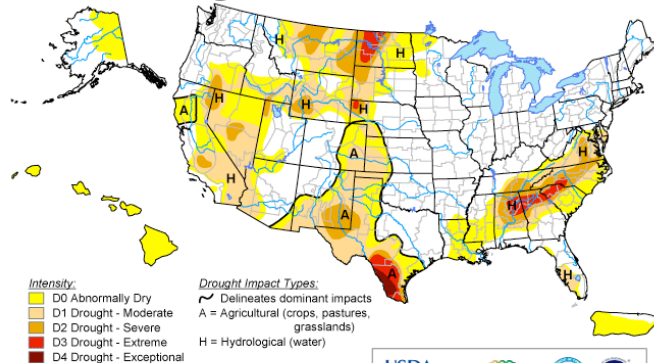 H
H
H
H
H
A
H
A
H
H
A
H
A
H
Intensity:
D0 Abnormally Dry
D1 Drought - Moderate
D2 Drought - Severe
D3 Drought - Extreme
D4 Drought - Exceptional
Drought Impact Types:
Delineates dominant impacts
A = Agricultural (crops, pastures,
grasslands)
H = Hydrological (water)
USDA